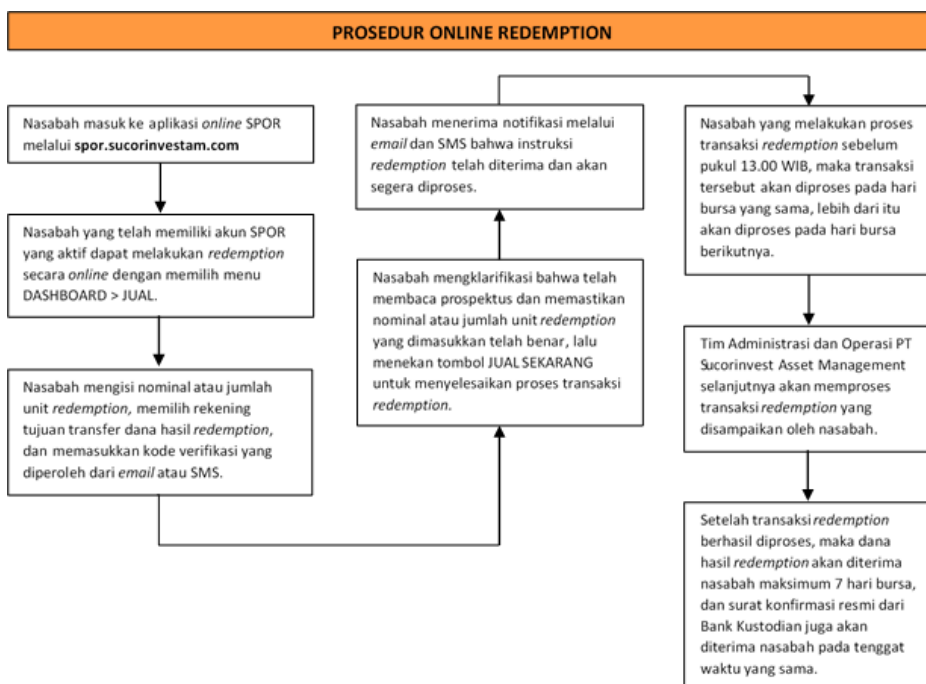 PROSEDUR ONLINE REDEMPTION
Nasabah masuk ke aplikasi online SPOR
melalui spor.sucorinvestam.com
Nasabah yang telah memiliki akun SPOR
yang aktif dapat melakukan redemption
secara online dengan memilih menu
DASHBOARD > JUAL.
Nasabah mengisi nominal atau jumlah
unit redemption, memilih rekening
tujuan transfer dana hasil redemption,
dan memasukkan kode verifikasi yang
diperoleh dari email atau SMS.
Nasabah mengklarifikasi bahwa telah
membaca prospektus dan memastikan
nominal atau jumlah unit redemption
yang dimasukkan telah benar, lalu
menekan tombol JUAL SEKARANG
untuk menyelesaikan proses transaksi
redemption.
Nasabah menerima notifikasi melalui
email dan SMS bahwa instruksi
redemption telah diterima dan akan
segera diproses.
Nasabah yang melakukan proses
transaksi redemption sebelum
pukul 13.00 WIB, maka transaksi
tersebut akan diproses pada hari
bursa yang sama, lebih dari itu
akan diproses pada hari bursa
berikutnya.
Tim Administrasi dan Operasi PT
Sucorinvest Asset Management
selanjutnya akan memproses
transaksi redemption yang
disampaikan oleh nasabah.
Setelah transaksi redemption
berhasil diproses, maka dana
hasil redemption akan diterima
nasabah maksimum 7 hari bursa,
dan surat konfirmasi resmi dari
Bank Kustodian juga akan
diterima nasabah pada tenggat
waktu yang sama.